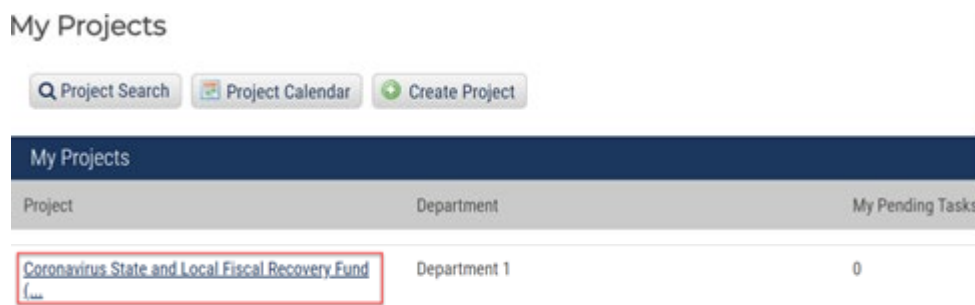 My Projects
Project Search Project Calendar Create Project
My Projects
Project Department My Pending Tasks
Coronavirus State and Local Fiscal Recovery Fund Department 1 0
(...